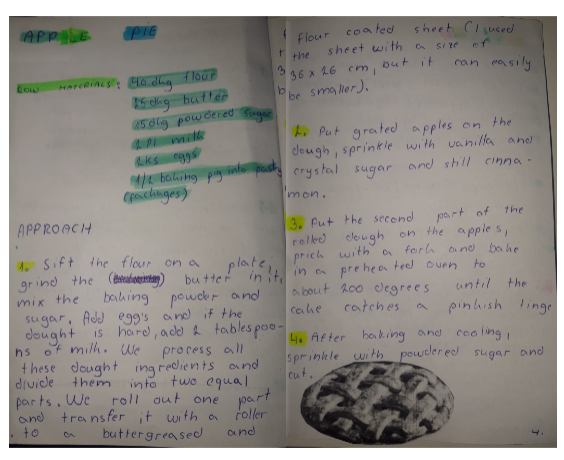 APPLE PIE
ROW MATERIALS: 40 dkg flour
25 dkg butter
15 dkg powdered sugar
2 Pl milk
2 ks eggs
1/2 baking pig into pasty
(packages)
APPROACH
1. Sift the flour on a plate,
grind the butter in it,
mix the baking powder and
sugar. Add egg's and if the
dought is hard, add 2 tablespoo-
ns of milk. We process all
these dought ingredients and
divide them into two equal
parts. We roll out one part
and transfer it with a roller
to a buttergreased and
flour coated sheet (I used
the sheet with a size of
36 x 26 cm, but it can easily
be smaller).
2. Put grated apples on the
dough, sprinkle with vanilla and
crystal sugar and still cinna-
mon.
3. Put the second part of the
rolled dough on the apples,
prick with a fork and bake
in a preheated oven to
about 200 degrees until the
cake catches a pinkish tinge
4. After baking and cooling,
sprinkle with powdered sugar and
cut.
4.